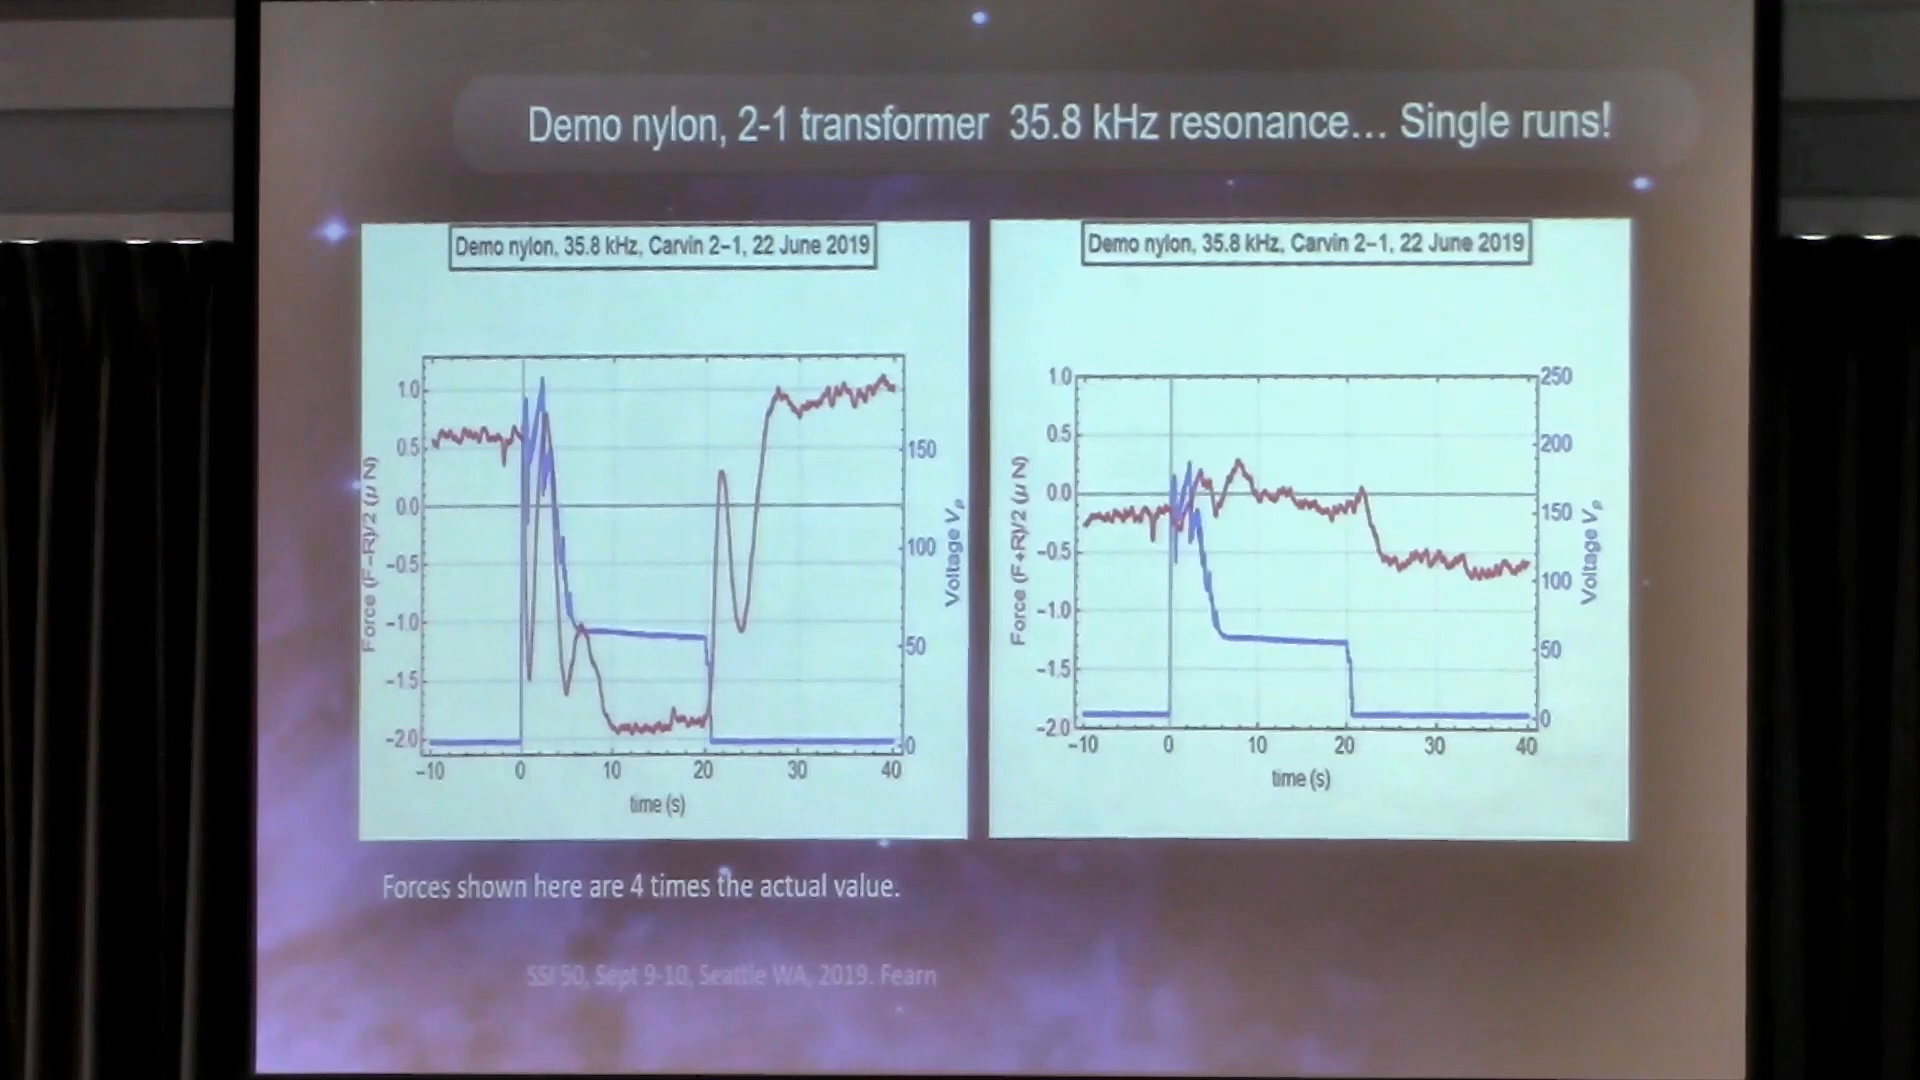 Demo nylon, 2-1 transformer 35.8 kHz resonance... Single runs!
Demo nylon, 35.8 kHz, Carvin 2-1, 22 June 2019
1.0
0.5
0.0
-0.5
-1.0
-1.5
-2.0
Force (F-R)/2 (μ N)
150
100
50
0
Voltage Vp
-10 0 10 20 30 40
time (s)
Demo nylon, 35.8 kHz, Carvin 2-1, 22 June 2019
1.0
0.5
0.0
-0.5
-1.0
-1.5
-2.0
Force (F+R)/2 (μ N)
250
200
150
100
50
0
Voltage Vp
-10 0 10 20 30 40
time (s)
Forces shown here are 4 times the actual value.
SSI 50, Sept 9-10, Seattle WA, 2019. Fearn